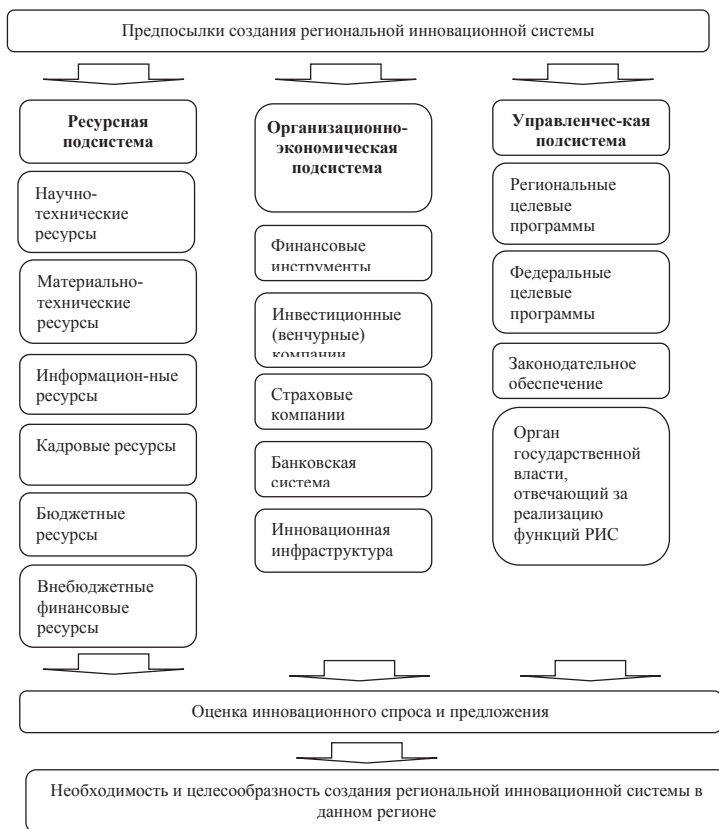 Предпосылки создания региональной инновационной системы
Ресурсная
подсистема
Научно-
технические
ресурсы
Материально-
технические
ресурсы
Информацион-ные
ресурсы
Кадровые ресурсы
Бюджетные
ресурсы
Внебюджетные
финансовые
ресурсы
Организационно-
экономическая
подсистема
Финансовые
инструменты
Инвестиционные
(венчурные)
компании
Страховые
компании
Банковская
система
Инновационная
инфраструктура
Управленчес-кая
подсистема
Региональные
целевые
программы
Федеральные
целевые
программы
Законодательное
обеспечение
Орган
государственной
власти,
отвечающий за
реализацию
функций РИС
Оценка инновационного спроса и предложения
Необходимость и целесообразность создания региональной инновационной системы в
данном регионе